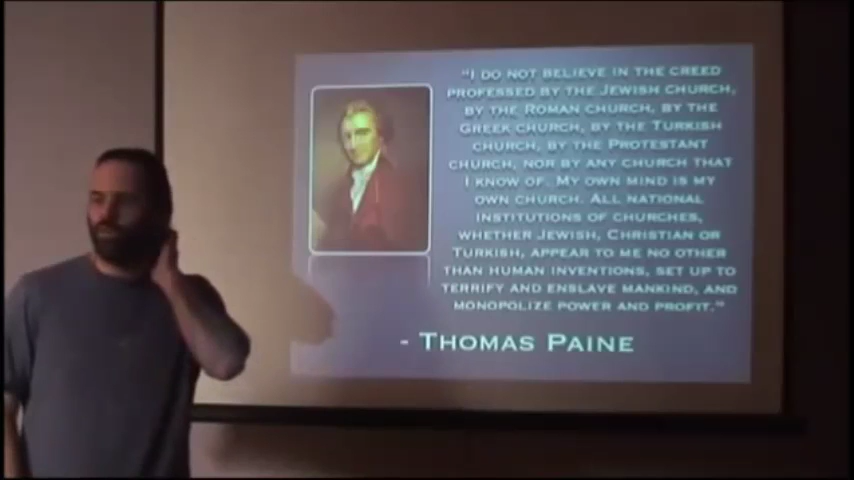 "I DO NOT BELIEVE IN THE CREED
PROFESSED BY THE JEWISH CHURCH,
BY THE ROMAN CHURCH, BY THE
GREEK CHURCH, BY THE TURKISH
CHURCH, BY THE PROTESTANT
CHURCH, NOR BY ANY CHURCH THAT
I KNOW OF. MY OWN MIND IS MY
OWN CHURCH. ALL NATIONAL
INSTITUTIONS OF CHURCHES,
WHETHER JEWISH, CHRISTIAN OR
TURKISH, APPEAR TO ME NO OTHER
THAN HUMAN INVENTIONS, SET UP TO
TERRIFY AND ENSLAVE MANKIND, AND
MONOPOLIZE POWER AND PROFIT."
- THOMAS PAINE